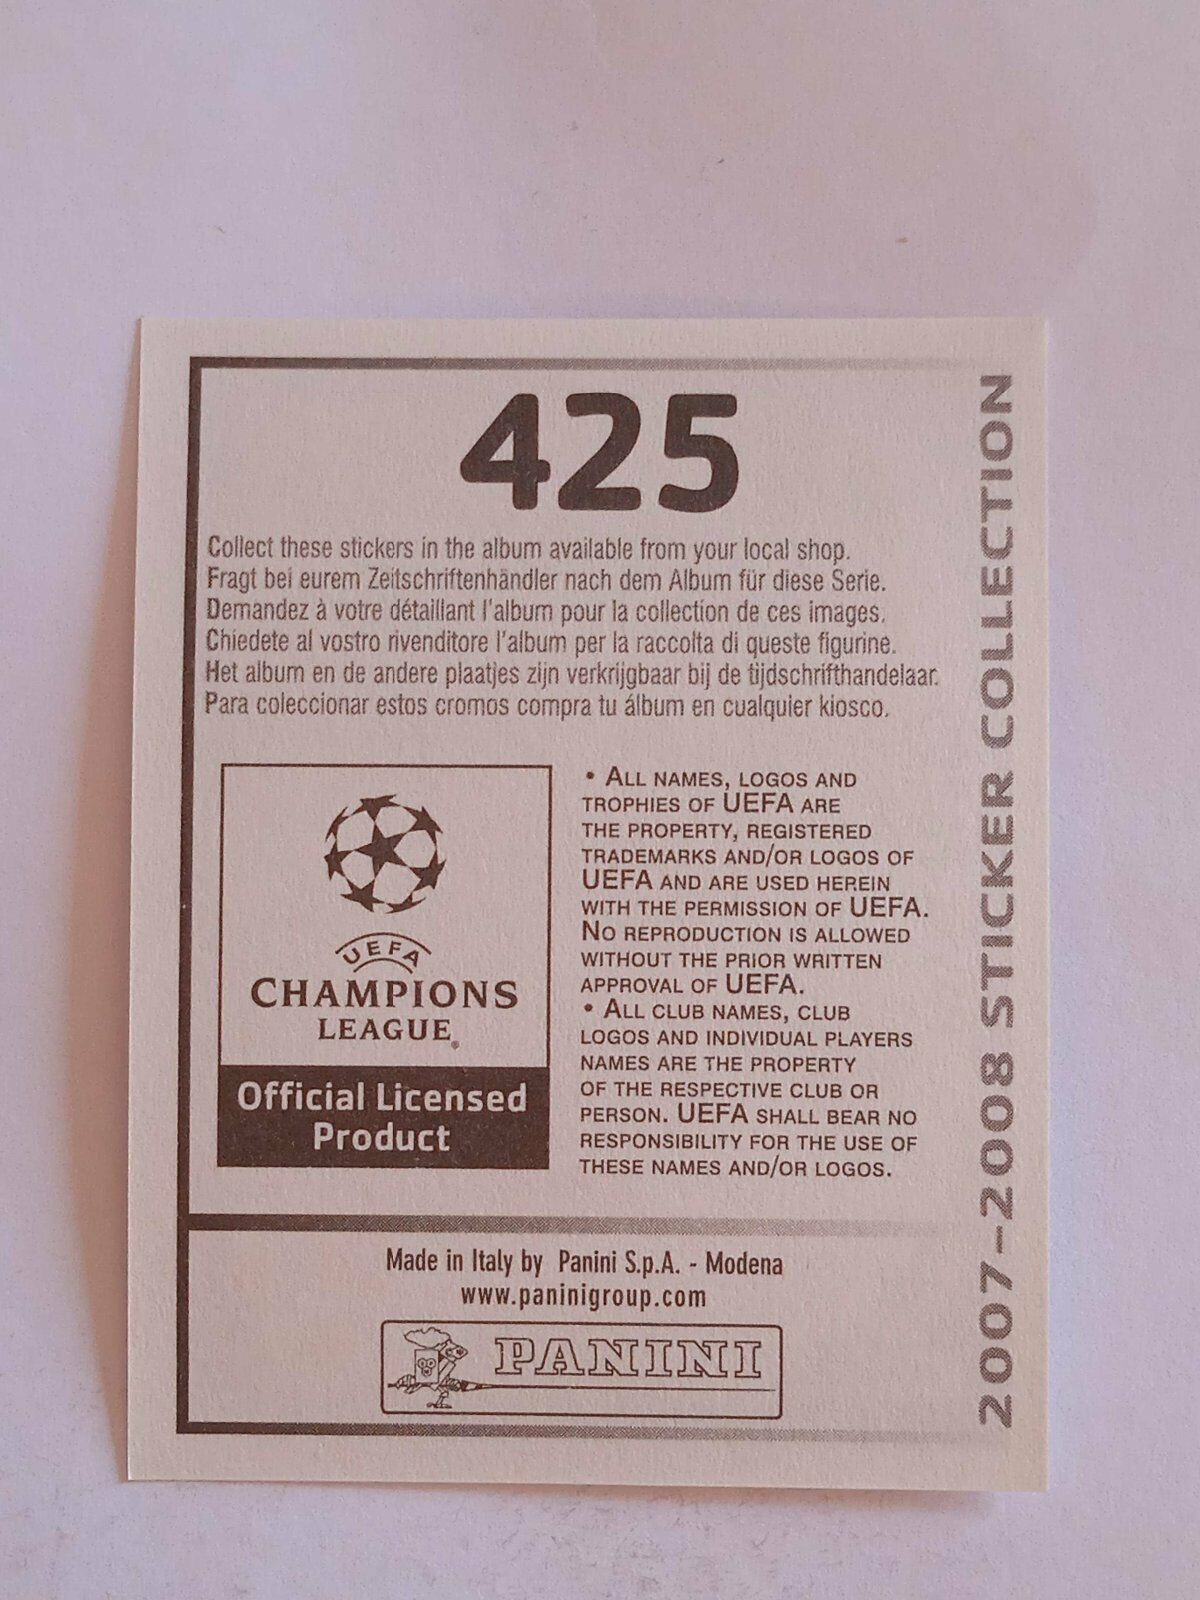 425
Collect these stickers in the album available from your local shop.
Fragt bei eurem Zeitschriftenhändler nach dem Album für diese Serie.
Demandez à votre détaillant l'album pour la collection de ces images.
Chiedete al vostro rivenditore l'album per la raccolta di queste figurine.
Het album en de andere plaatjes zijn verkrijgbaar bij de tijdschrifthandelaar.
Para coleccionar estos cromos compra tu álbum en cualquier kiosco.
UEFA
CHAMPIONS
LEAGUE®
Official Licensed
Product
• ALL NAMES, LOGOS AND
TROPHIES OF UEFA ARE
THE PROPERTY, REGISTERED
TRADEMARKS AND/OR LOGOS OF
UEFA AND ARE USED HEREIN
WITH THE PERMISSION OF UEFA.
NO REPRODUCTION IS ALLOWED
WITHOUT THE PRIOR WRITTEN
APPROVAL OF UEFA.
• ALL CLUB NAMES, CLUB
LOGOS AND INDIVIDUAL PLAYERS
NAMES ARE THE PROPERTY
OF THE RESPECTIVE CLUB OR
PERSON. UEFA SHALL BEAR NO
RESPONSIBILITY FOR THE USE OF
THESE NAMES AND/OR LOGOS.
Made in Italy by Panini S.p.A. - Modena
www.paninigroup.com
PANINI
2007-2008 STICKER COLLECTION